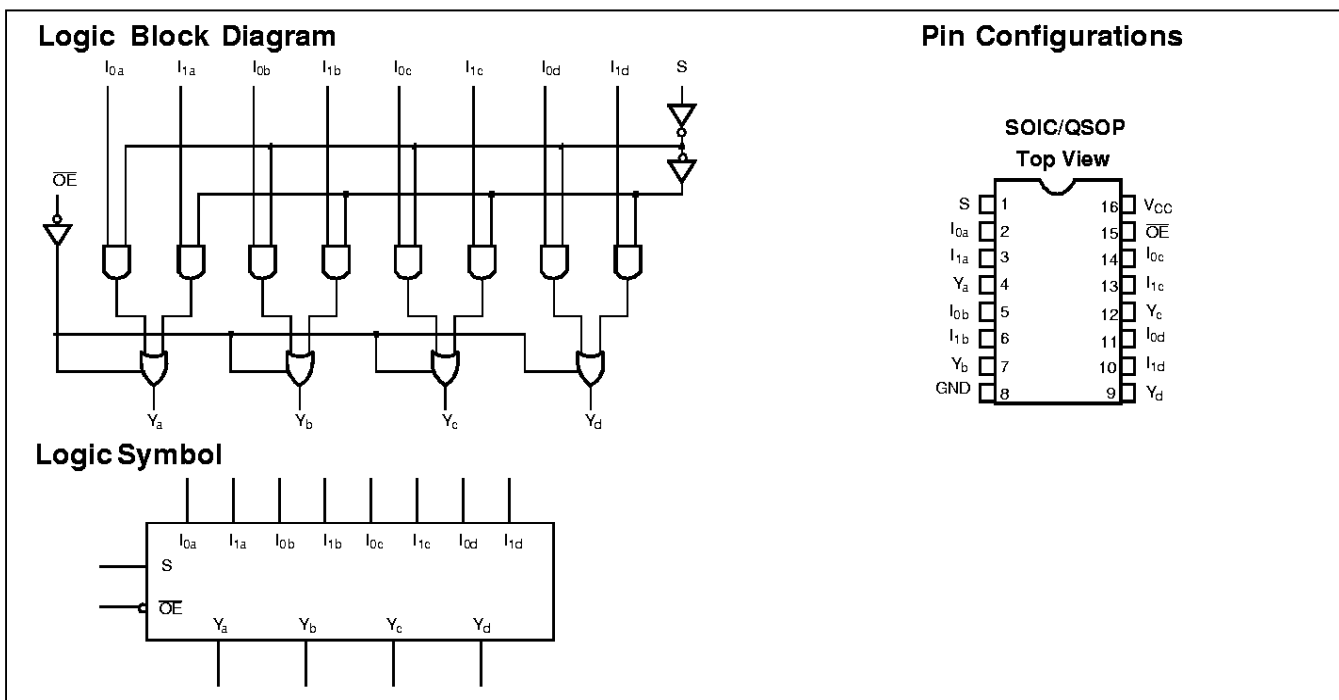 Logic Block Diagram
I0a I1a I0b I1b I0c I1c I0d I1d S
O̅E̅
Ya Yb Yc Yd
Logic Symbol
I0a I1a I0b I1b I0c I1c I0d I1d
S
O̅E̅
Ya Yb Yc Yd
Pin Configurations
SOIC/QSOP
Top View
S 1 16 VCC
I0a 2 15 O̅E̅
I1a 3 14 I0c
Ya 4 13 I1c
I0b 5 12 Yc
I1b 6 11 I0d
Yb 7 10 I1d
GND 8 9 Yd